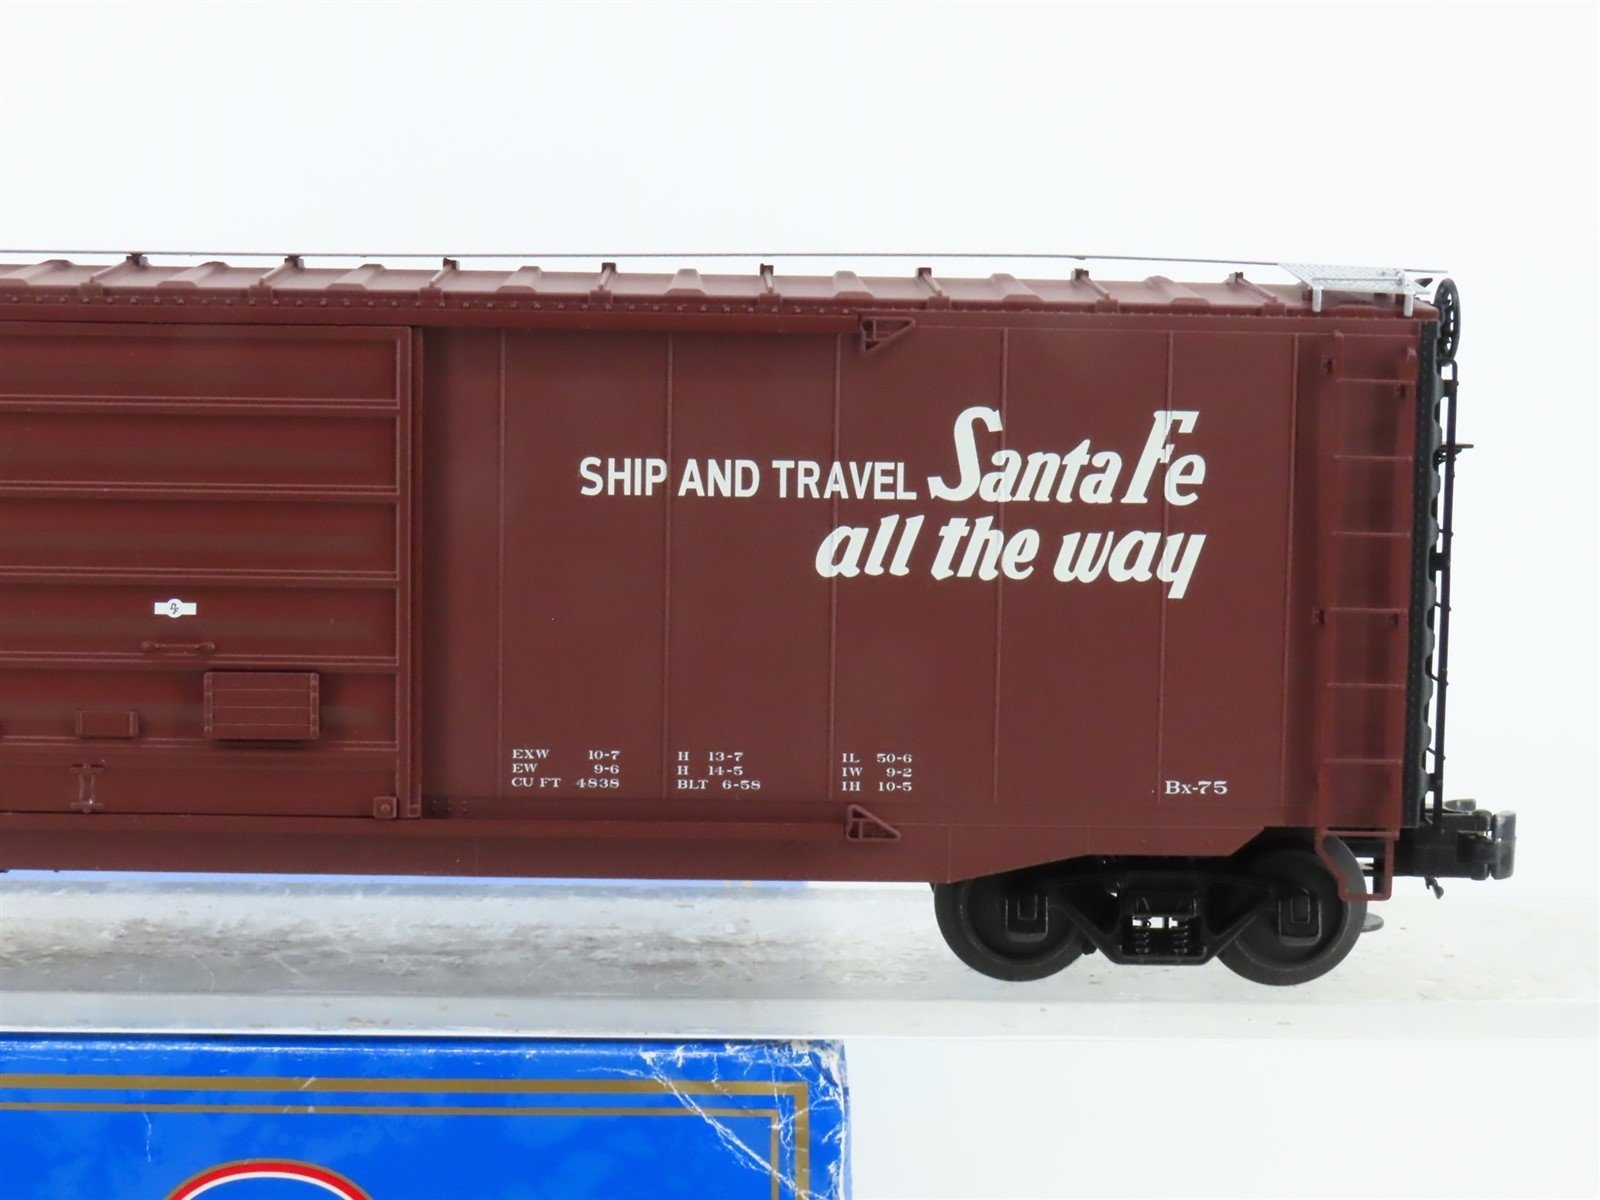 SHIP AND TRAVEL Santa Fe
all the way
DF
EXW 10-7
EW 9-6
CU FT 4838
H 13-7
H 14-5
BLT 6-58
IL 50-6
IW 9-2
IH 10-5
Bx-75